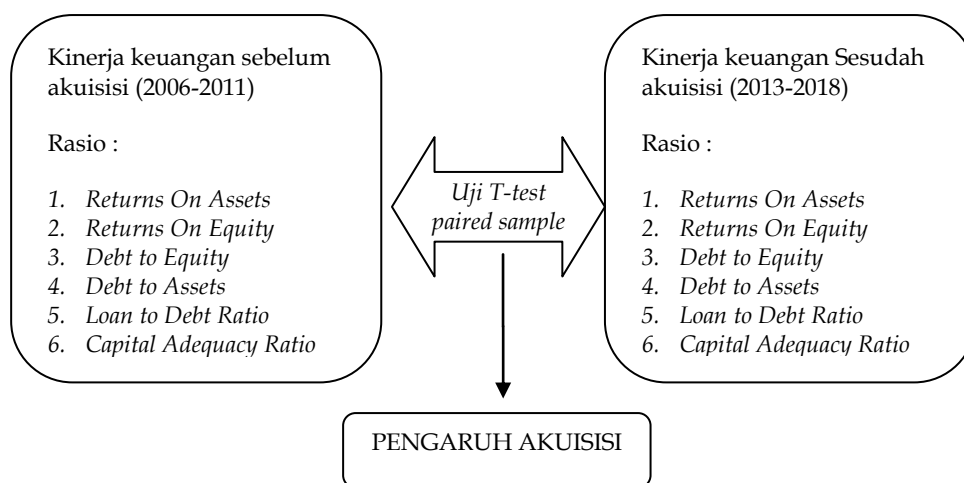 Kinerja keuangan sebelum
akuisisi (2006-2011)
Rasio :
1. Returns On Assets
2. Returns On Equity
3. Debt to Equity
4. Debt to Assets
5. Loan to Debt Ratio
6. Capital Adequacy Ratio
Uji T-test
paired sample
Kinerja keuangan Sesudah
akuisisi (2013-2018)
Rasio :
1. Returns On Assets
2. Returns On Equity
3. Debt to Equity
4. Debt to Assets
5. Loan to Debt Ratio
6. Capital Adequacy Ratio
PENGARUH AKUISISI